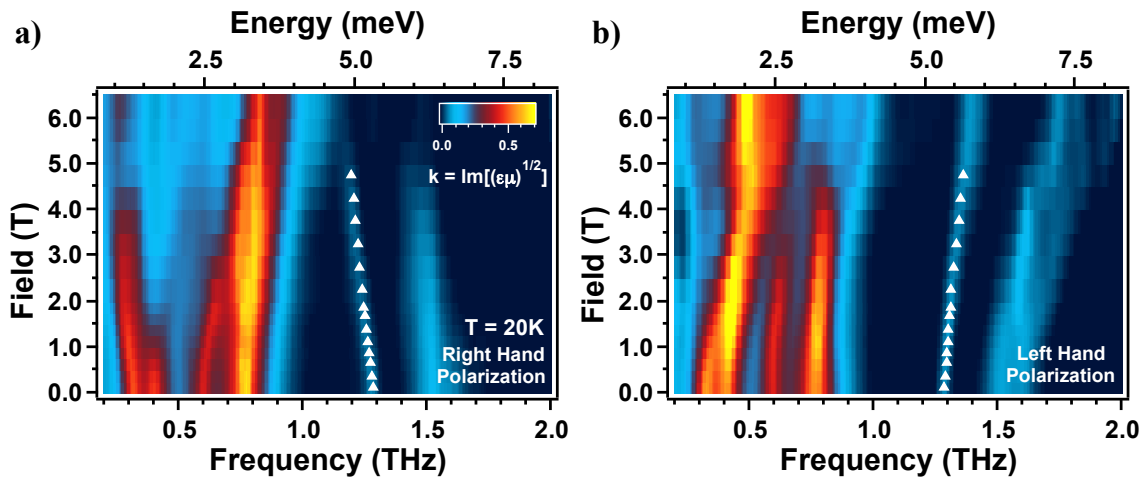 a)
Energy (meV)
2.5 5.0 7.5
6.0
5.0
4.0
3.0
2.0
1.0
0.0
Field (T)
0.0 0.5
k = Im[(εμ)^1/2]
T = 20K
Right Hand
Polarization
0.5 1.0 1.5 2.0
Frequency (THz)
b)
Energy (meV)
2.5 5.0 7.5
6.0
5.0
4.0
3.0
2.0
1.0
0.0
Field (T)
Left Hand
Polarization
0.5 1.0 1.5 2.0
Frequency (THz)